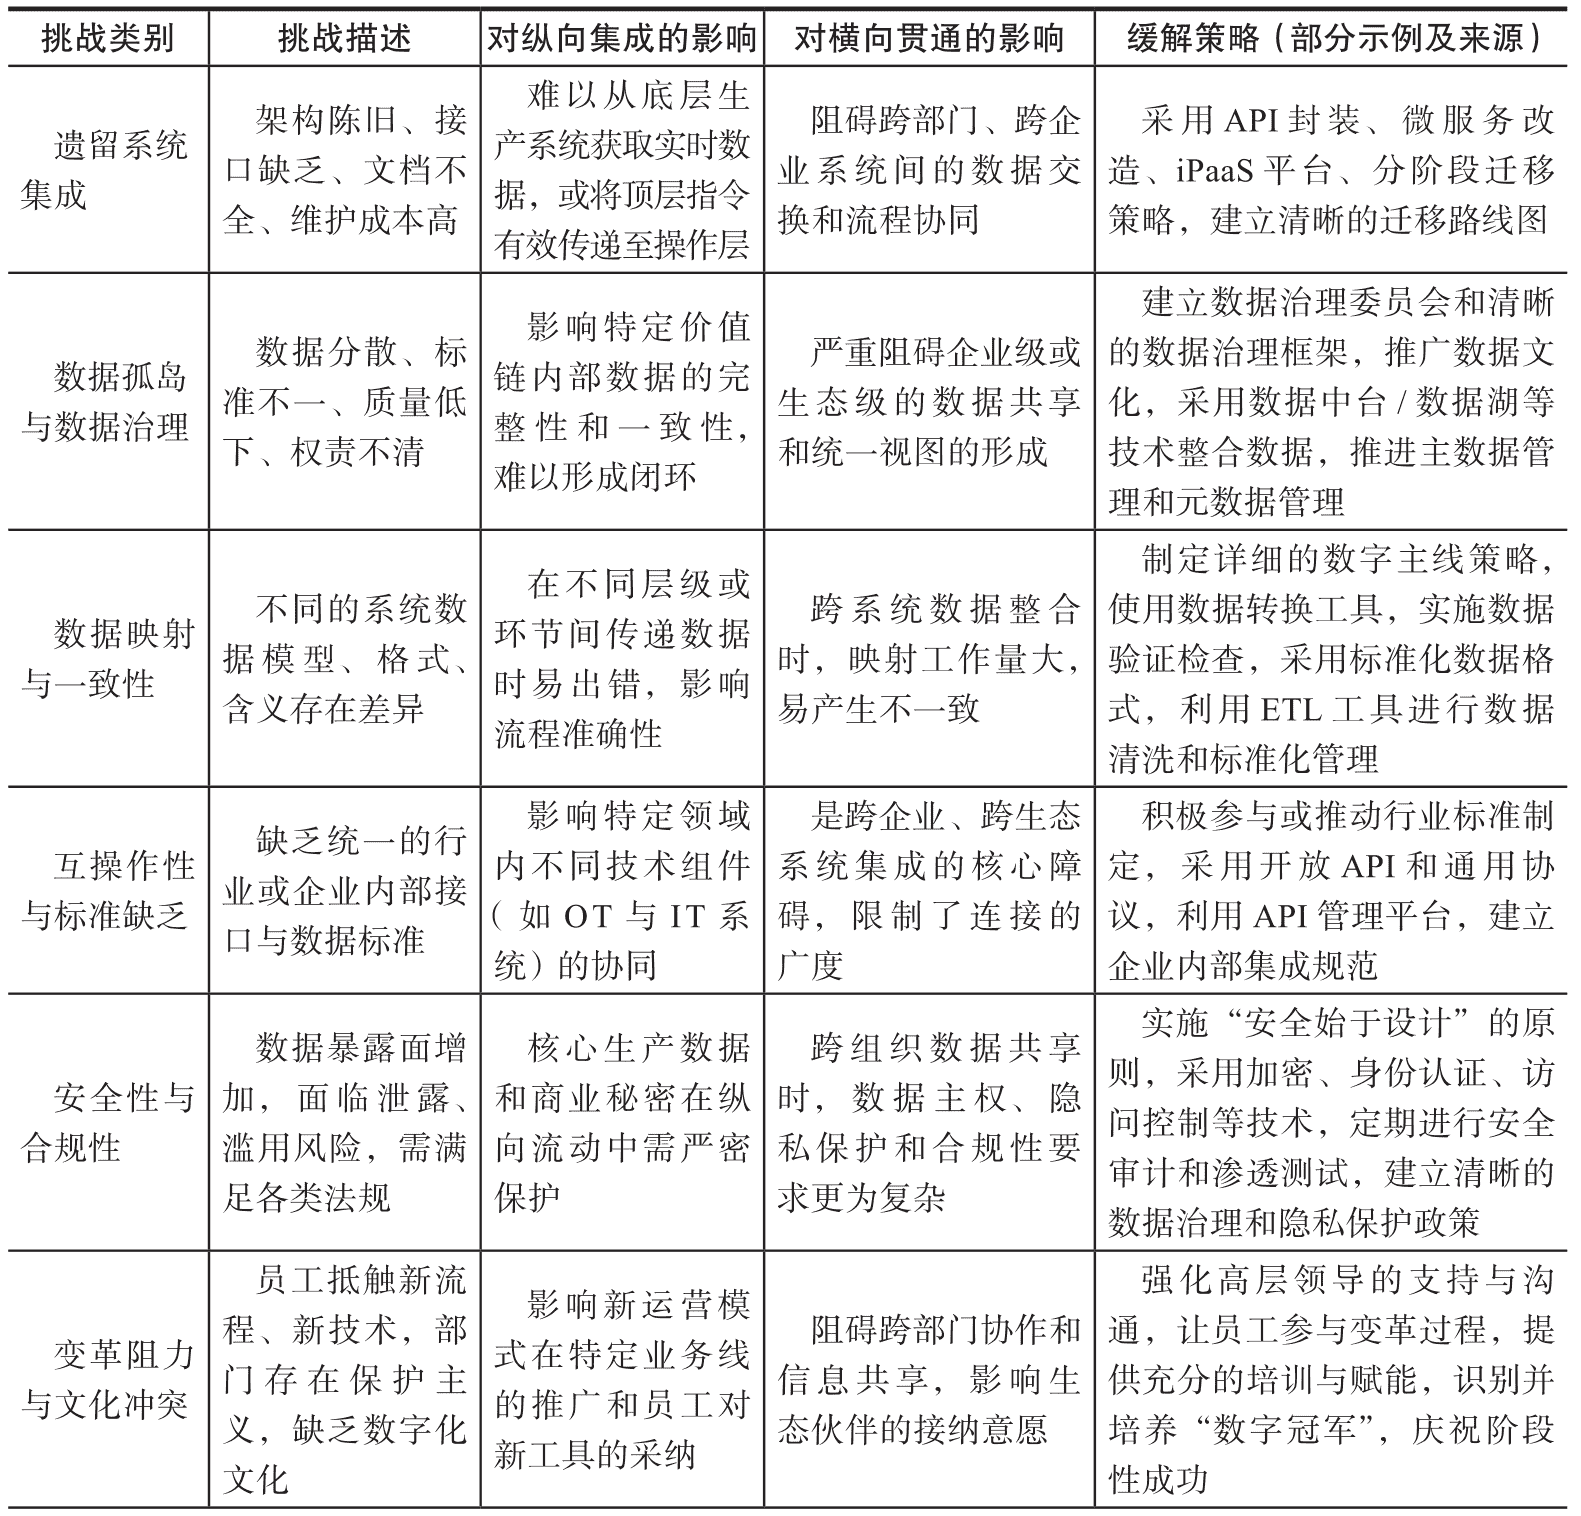 挑战类别
挑战描述
对纵向集成的影响
对横向贯通的影响
缓解策略（部分示例及来源）
遗留系统
集成
架构陈旧、接
口缺乏、文档不
全、维护成本高
难以从底层生
产系统获取实时数
据，或将顶层指令
有效传递至操作层
阻碍跨部门、跨企
业系统间的数据交
换和流程协同
采用API封装、微服务改
造、iPaaS平台、分阶段迁移
策略，建立清晰的迁移路线图
数据孤岛
与数据治理
数据分散、标
准不一、质量低
下、权责不清
影响特定价值
链内部数据的完
整性和一致性，
难以形成闭环
严重阻碍企业级或
生态级的数据共享
和统一视图的形成
建立数据治理委员会和清晰
的数据治理框架，推广数据文
化，采用数据中台/数据湖等
技术整合数据，推进主数据管
理和元数据管理
数据映射
与一致性
不同的系统数
据模型、格式、
含义存在差异
在不同层级或
环节间传递数据
时易出错，影响
流程准确性
跨系统数据整合
时，映射工作量大，
易产生不一致
制定详细的数字主线策略，
使用数据转换工具，实施数据
验证检查，采用标准化数据格
式，利用ETL工具进行数据
清洗和标准化管理
互操作性
与标准缺乏
缺乏统一的行
业或企业内部接
口与数据标准
影响特定领域
内不同技术组件
（如OT与IT系
统）的协同
是跨企业、跨生态
系统集成的核心障
碍，限制了连接的
广度
积极参与或推动行业标准制
定，采用开放API和通用协
议，利用API管理平台，建立
企业内部集成规范
安全性与
合规性
数据暴露面增
加，面临泄露、
滥用风险，需满
足各类法规
核心生产数据
和商业秘密在纵
向流动中需严密
保护
跨组织数据共享
时，数据主权、隐
私保护和合规性要
求更为复杂
实施“安全始于设计”的原
则，采用加密、身份认证、访
问控制等技术，定期进行安全
审计和渗透测试，建立清晰的
数据治理和隐私保护政策
变革阻力
与文化冲突
员工抵触新流
程、新技术，部
门存在保护主
义，缺乏数字化
文化
影响新运营模
式在特定业务线
的推广和员工对
新工具的采纳
阻碍跨部门协作和
信息共享，影响生
态伙伴的接纳意愿
强化高层领导的支持与沟
通，让员工参与变革过程，提
供充分的培训与赋能，识别并
培养“数字冠军”，庆祝阶段
性成功